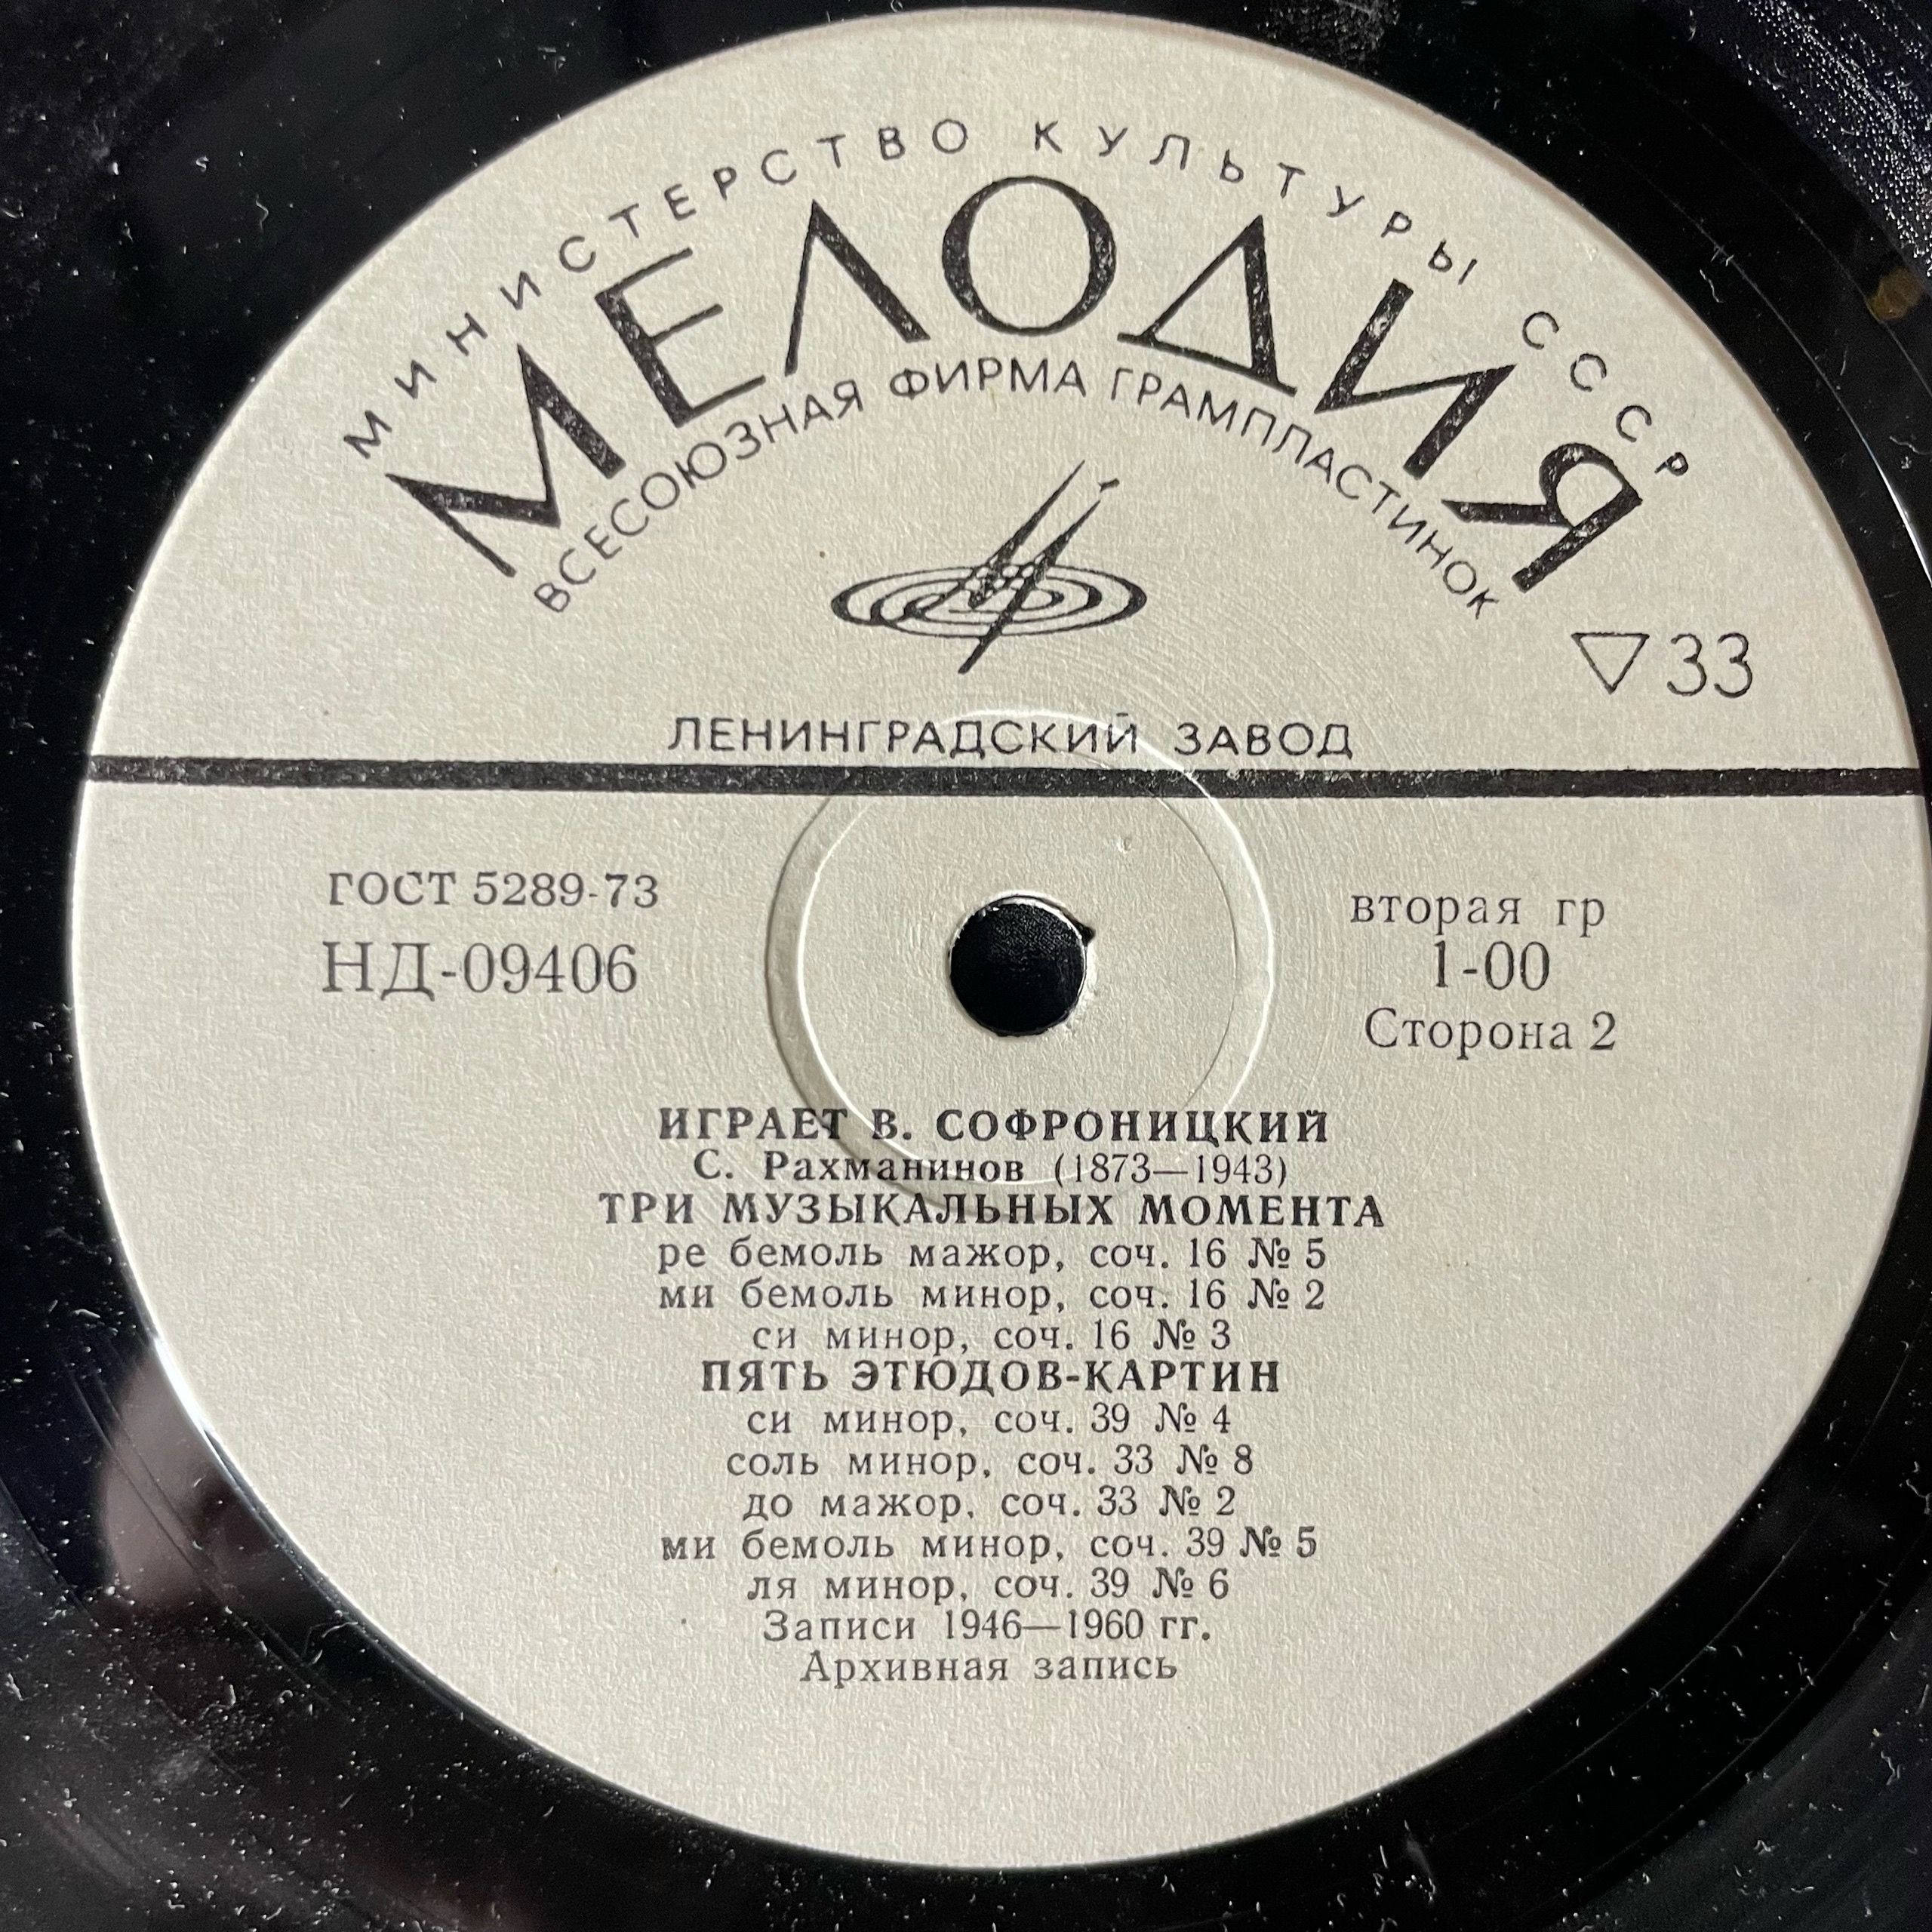 МИНИСТЕРСТВО КУЛЬТУРЫ СССР
МЕЛОДИЯ
ВСЕСОЮЗНАЯ ФИРМА ГРАМПЛАСТИНОК
▽33
ЛЕНИНГРАДСКИЙ ЗАВОД
ГОСТ 5289-73
НД-09406
вторая гр
1-00
Сторона 2
ИГРАЕТ В. СОФРОНИЦКИЙ
С. Рахманинов (1873—1943)
ТРИ МУЗЫКАЛЬНЫХ МОМЕНТА
ре бемоль мажор, соч. 16 № 5
ми бемоль минор, соч. 16 № 2
си минор, соч. 16 № 3
ПЯТЬ ЭТЮДОВ-КАРТИН
си минор, соч. 39 № 4
соль минор, соч. 33 № 8
до мажор, соч. 33 № 2
ми бемоль минор, соч. 39 № 5
ля минор, соч. 39 № 6
Записи 1946—1960 гг.
Архивная запись